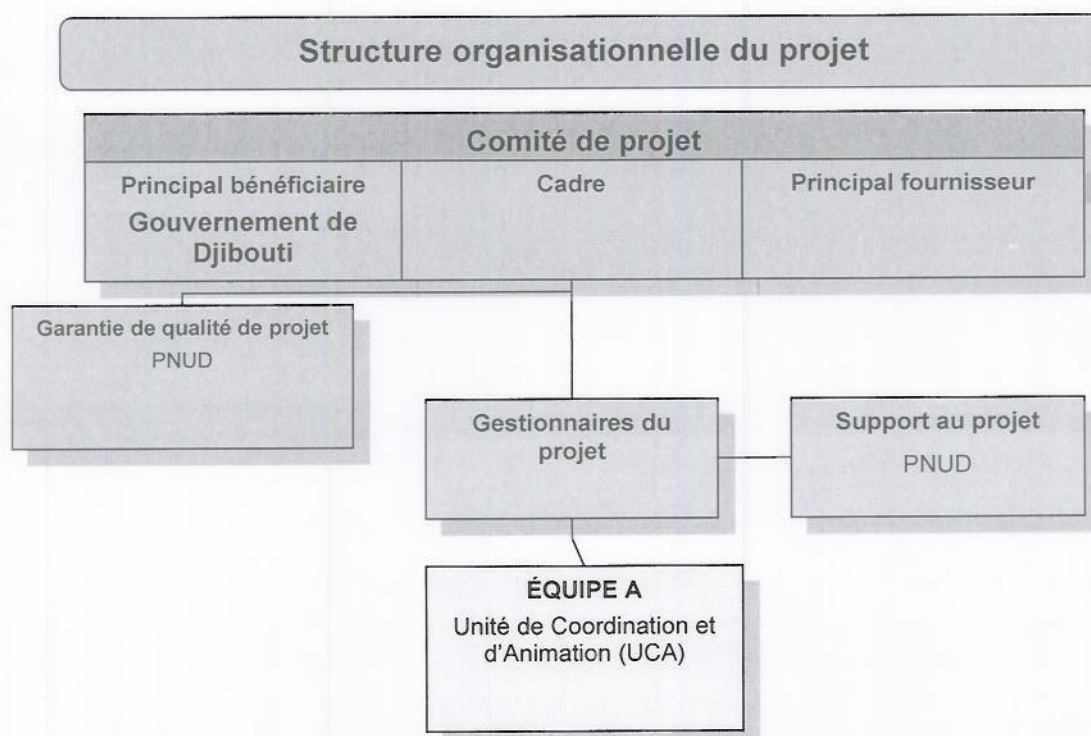 Structure organisationnelle du projet
Comité de projet
Principal bénéficiaire
Gouvernement de
Djibouti
Cadre
Principal fournisseur
Garantie de qualité de projet
PNUD
Gestionnaires du
projet
Support au projet
PNUD
ÉQUIPE A
Unité de Coordination et
d'Animation (UCA)